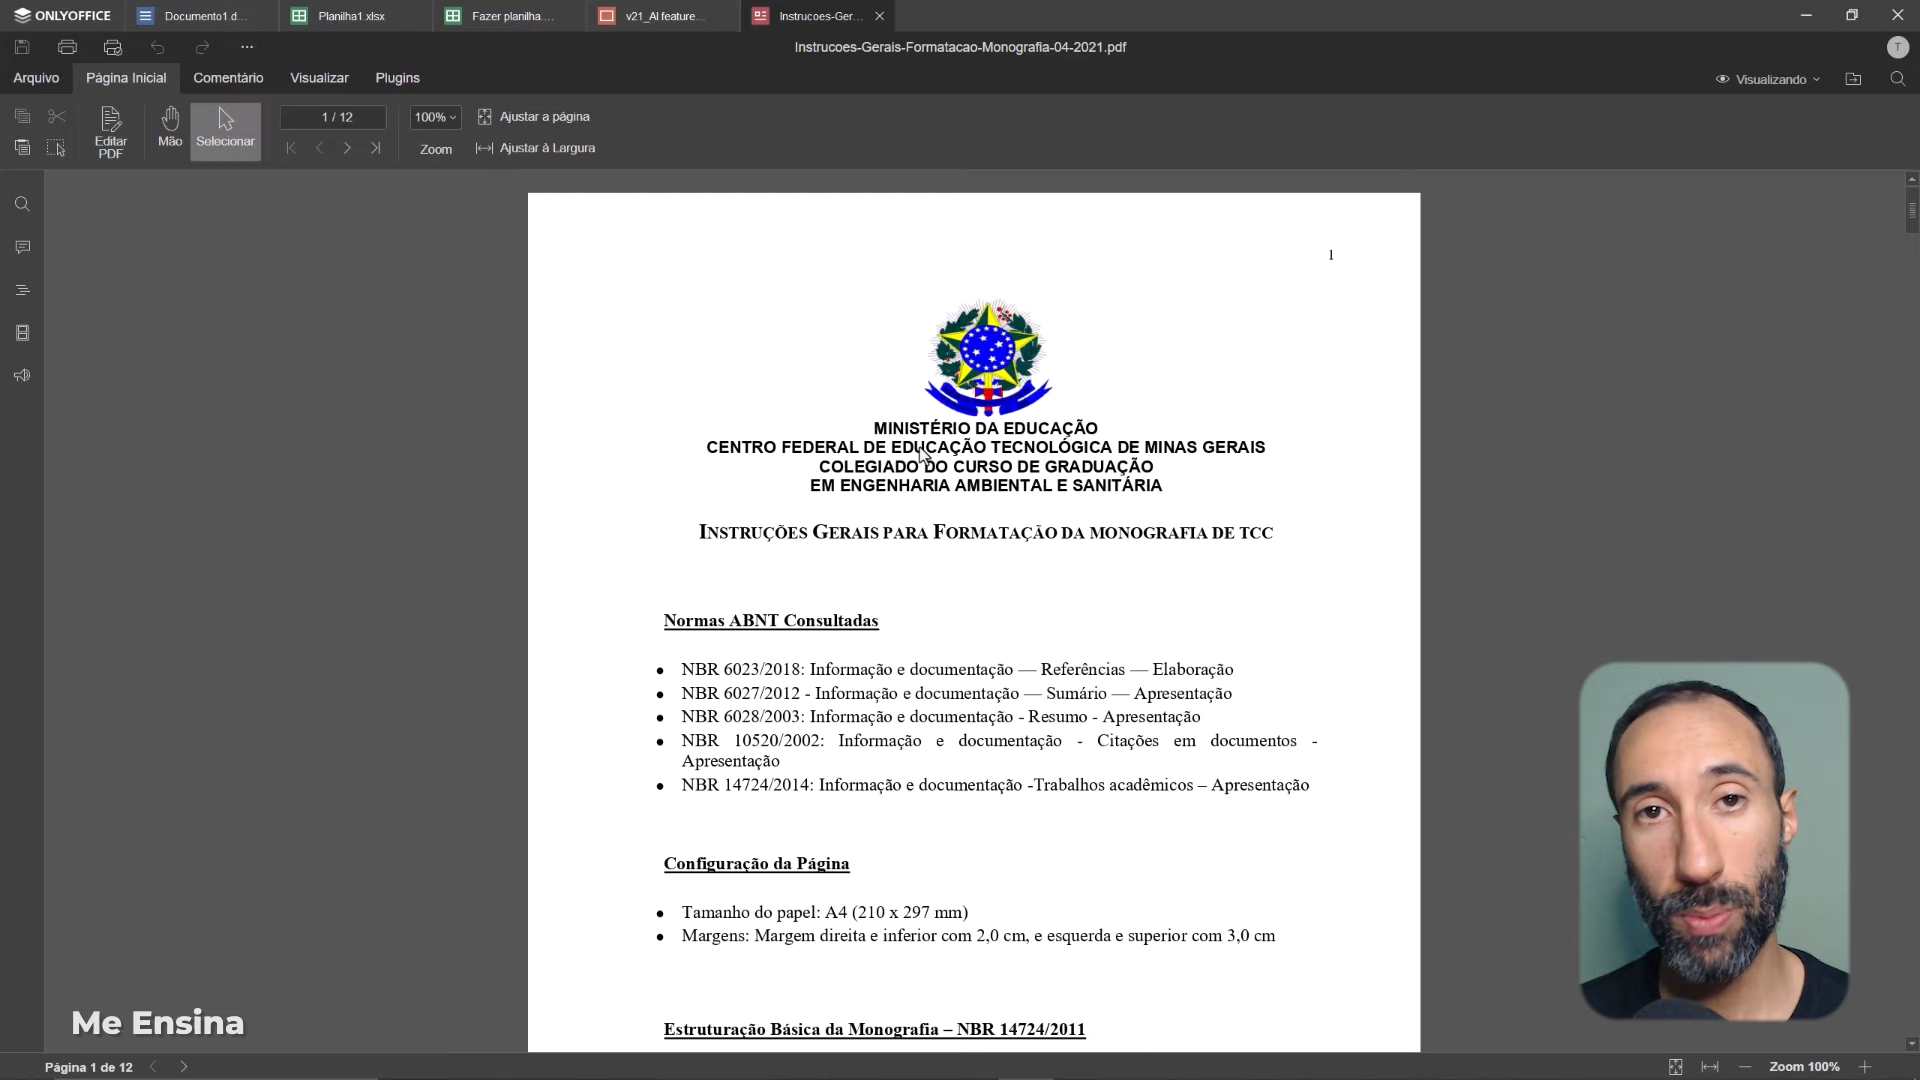 ONLYOFFICE
Documento1.d...
Planilha1.xlsx
Fazer planilha....
v21_AI feature...
Instrucoes-Ger...
Instrucoes-Gerais-Formatacao-Monografia-04-2021.pdf
T
Arquivo
Página Inicial
Comentário
Visualizar
Plugins
Visualizando
Editar
PDF
Mão
Selecionar
1 / 12
100%
Zoom
Ajustar a página
Ajustar à Largura
1
MINISTÉRIO DA EDUCAÇÃO
CENTRO FEDERAL DE EDUCAÇÃO TECNOLÓGICA DE MINAS GERAIS
COLEGIADO DO CURSO DE GRADUAÇÃO
EM ENGENHARIA AMBIENTAL E SANITÁRIA
INSTRUÇÕES GERAIS PARA FORMATAÇÃO DA MONOGRAFIA DE TCC
Normas ABNT Consultadas
• NBR 6023/2018: Informação e documentação — Referências — Elaboração
• NBR 6027/2012 - Informação e documentação — Sumário — Apresentação
• NBR 6028/2003: Informação e documentação - Resumo - Apresentação
• NBR 10520/2002: Informação e documentação - Citações em documentos -
Apresentação
• NBR 14724/2014: Informação e documentação -Trabalhos acadêmicos – Apresentação
Configuração da Página
• Tamanho do papel: A4 (210 x 297 mm)
• Margens: Margem direita e inferior com 2,0 cm, e esquerda e superior com 3,0 cm
Estruturação Básica da Monografia – NBR 14724/2011
Me Ensina
Página 1 de 12
Zoom 100%